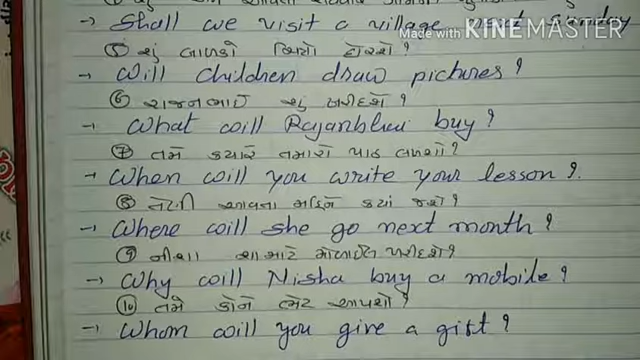 Made with KINEMASTER
→ Shall we visit a village next sunday
⑤ શું બાળકો ચિત્રો દોરશે?
→ Will children draw pictures?
⑥ રાજનભાઈ શું ખરીદશે?
→ What will Rajanbhai buy?
⑦ તમે ક્યારે તમારો પાઠ લખશો?
→ When will you write your lesson?
⑧ તેણી આવતા મહિને ક્યાં જશે?
→ Where will she go next month?
⑨ નીશા શા માટે મોબાઈલ ખરીદશે?
→ Why will Nisha buy a mobile?
⑩ તમે કોને ભેટ આપશો?
→ Whom will you give a gift?